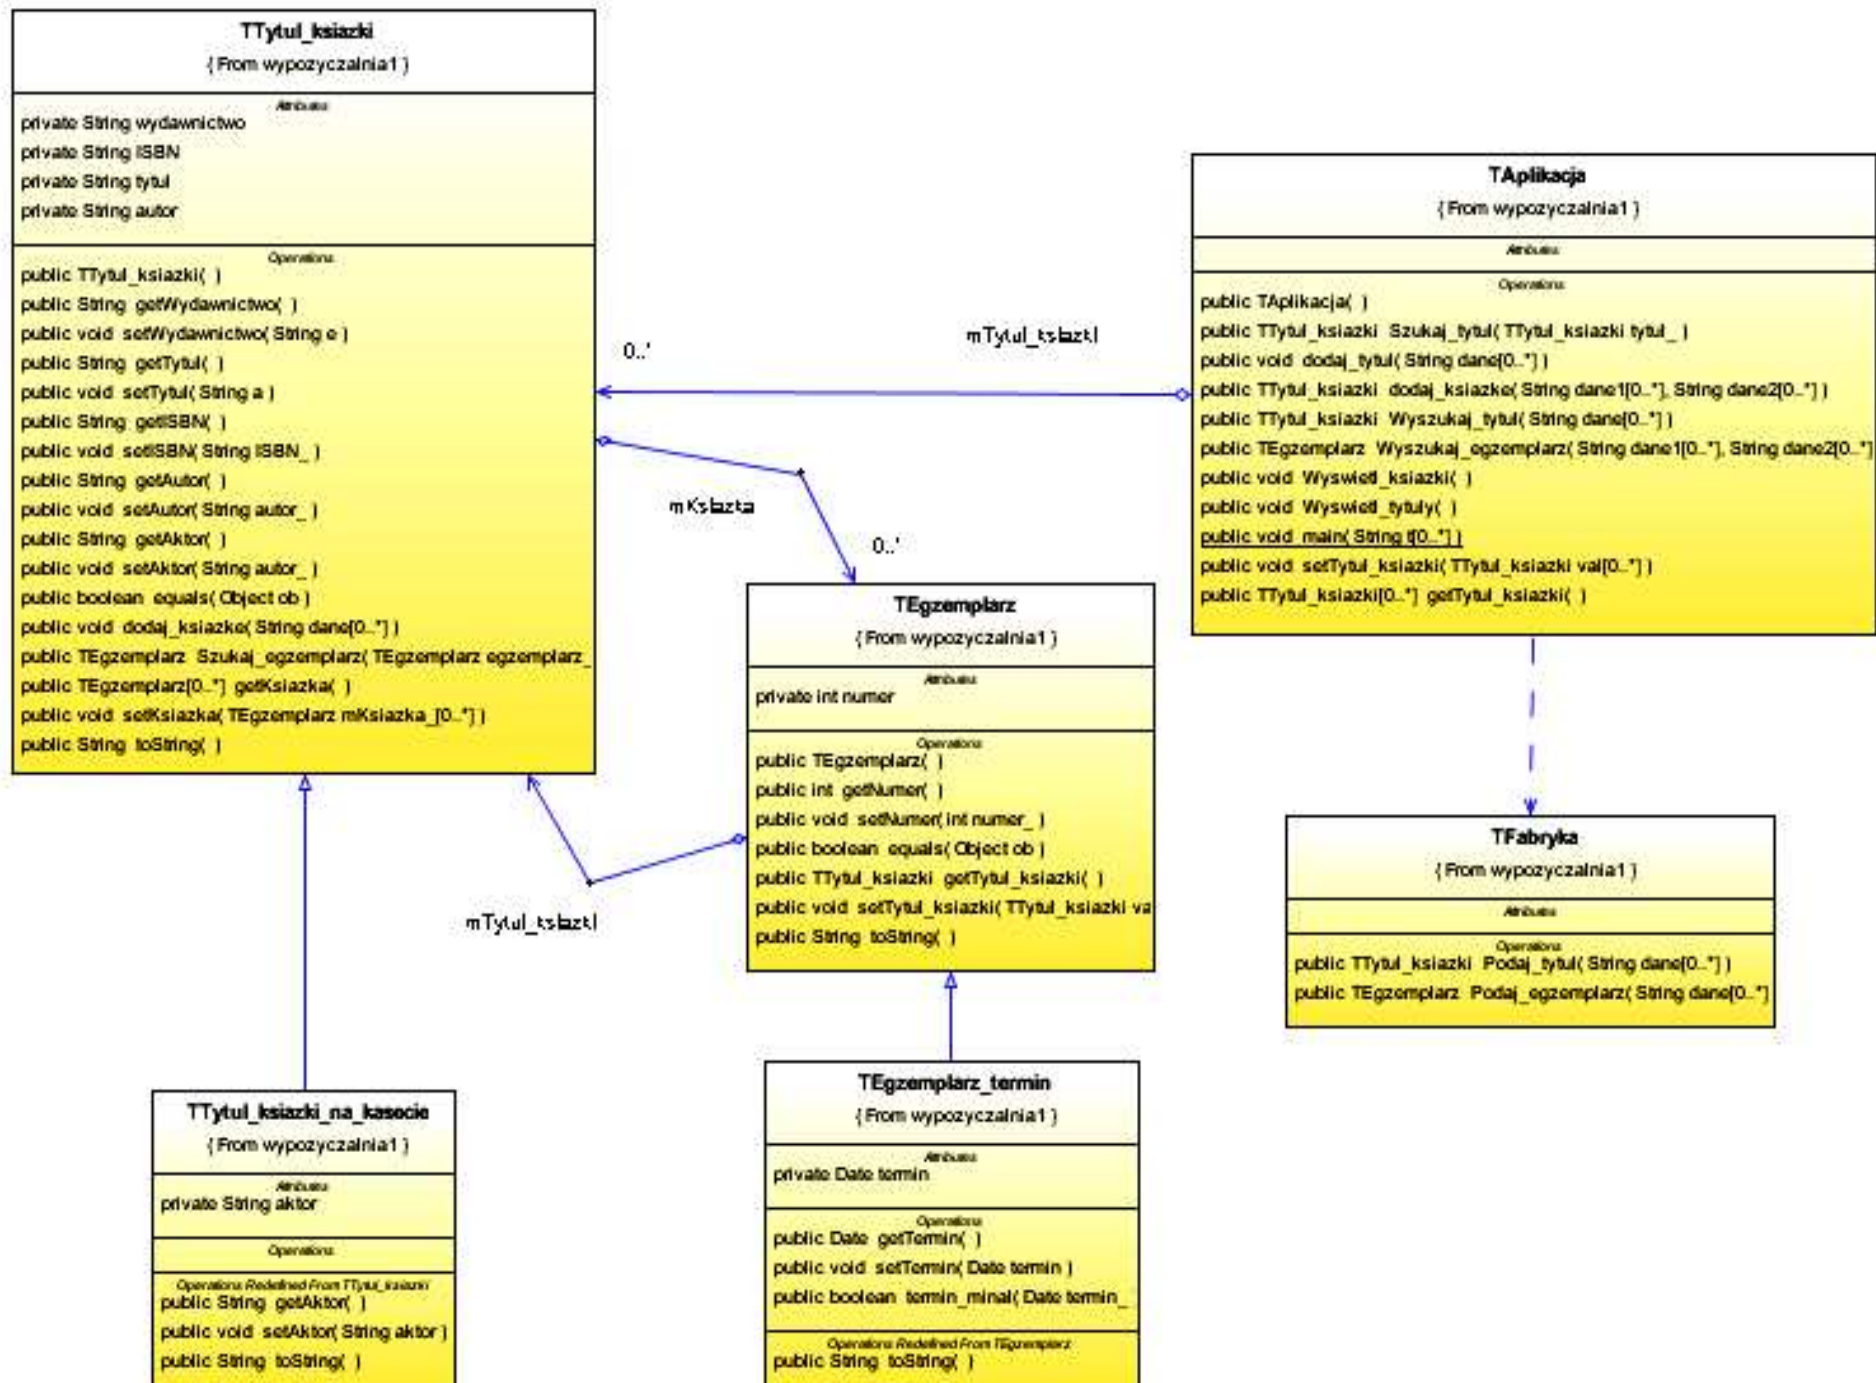 TTytul_ksiazki
{ From wypozyczalnia1 }
Attributes
private String wydawnictwo
private String ISBN
private String tytul
private String autor
Operations
public TTytul_ksiazki( )
public String getWydawnictwo( )
public void setWydawnictwo( String e )
public String getTytul( )
public void setTytul( String a )
public String getISBN( )
public void setISBN( String ISBN_ )
public String getAutor( )
public void setAutor( String autor_ )
public String getAktor( )
public void setAktor( String autor_ )
public boolean equals( Object ob )
public void dodaj_ksiazke( String dane[0..*] )
public TEgzemplarz Szukaj_egzemplarz( TEgzemplarz egzemplarz_
public TEgzemplarz[0..*] getKsiazka( )
public void setKsiazka( TEgzemplarz mKsiazka_[0..*] )
public String toString( )
0..*
mTytul_ksiazki
mKsiazka
0..*
TAplikacja
{ From wypozyczalnia1 }
Attributes
Operations
public TAplikacja( )
public TTytul_ksiazki Szukaj_tytul( TTytul_ksiazki tytul_ )
public void dodaj_tytul( String dane[0..*] )
public TTytul_ksiazki dodaj_ksiazke( String dane1[0..*], String dane2[0..*] )
public TTytul_ksiazki Wyszukaj_tytul( String dane[0..*] )
public TEgzemplarz Wyszukaj_egzemplarz( String dane1[0..*], String dane2[0..*]
public void Wyswietl_ksiazki( )
public void Wyswietl_tytuly( )
public void main( String t[0..*] )
public void setTytul_ksiazki( TTytul_ksiazki val[0..*] )
public TTytul_ksiazki[0..*] getTytul_ksiazki( )
TEgzemplarz
{ From wypozyczalnia1 }
Attributes
private int numer
Operations
public TEgzemplarz( )
public int getNumer( )
public void setNumer( int numer_ )
public boolean equals( Object ob )
public TTytul_ksiazki getTytul_ksiazki( )
public void setTytul_ksiazki( TTytul_ksiazki va
public String toString( )
mTytul_ksiazki
TFabryka
{ From wypozyczalnia1 }
Attributes
Operations
public TTytul_ksiazki Podaj_tytul( String dane[0..*] )
public TEgzemplarz Podaj_egzemplarz( String dane[0..*]
TTytul_ksiazki_na_kasecie
{ From wypozyczalnia1 }
Attributes
private String aktor
Operations
Operations Redefined From TTytul_ksiazki
public String getAktor( )
public void setAktor( String aktor )
public String toString( )
TEgzemplarz_termin
{ From wypozyczalnia1 }
Attributes
private Date termin
Operations
public Date getTermin( )
public void setTermin( Date termin )
public boolean termin_minal( Date termin_
Operations Redefined From TEgzemplarz
public String toString( )